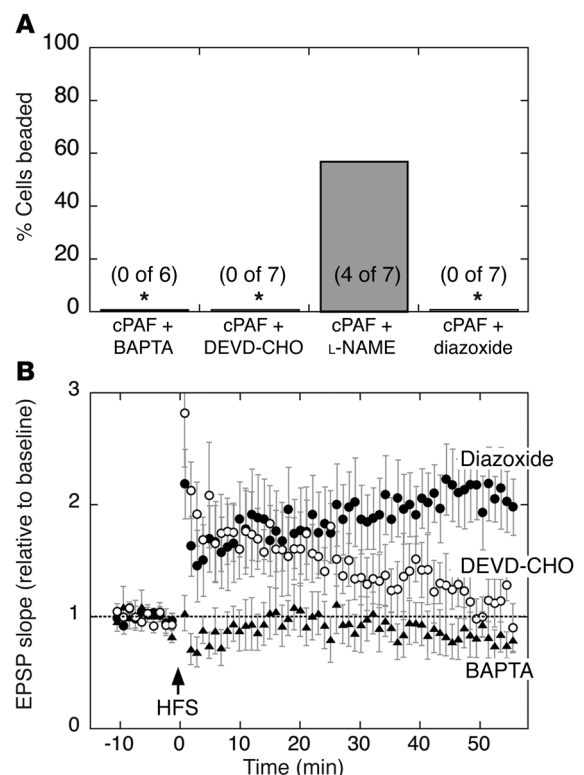 A
100
80
60
40
20
0
% Cells beaded
(0 of 6) (0 of 7) (4 of 7) (0 of 7)
* * *
cPAF + cPAF + cPAF + cPAF +
BAPTA DEVD-CHO L-NAME diazoxide
B
3
2
1
0
EPSP slope (relative to baseline)
Diazoxide
DEVD-CHO
BAPTA
HFS
-10 0 10 20 30 40 50
Time (min)